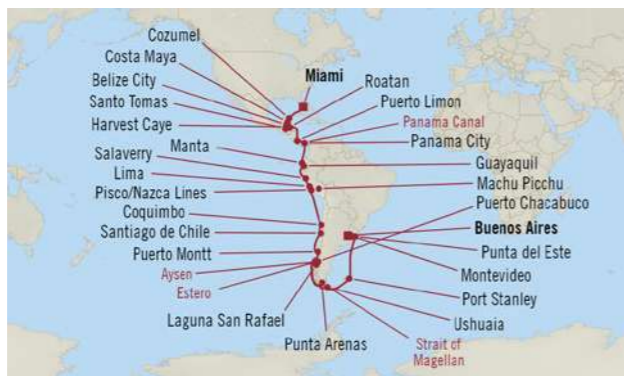 Cozumel
Costa Maya
Belize City
Santo Tomas
Harvest Caye
Manta
Salaverry
Lima
Pisco/Nazca Lines
Coquimbo
Santiago de Chile
Puerto Montt
Aysen
Estero
Laguna San Rafael
Punta Arenas
Miami
Roatan
Puerto Limon
Panama Canal
Panama City
Guayaquil
Machu Picchu
Puerto Chacabuco
Buenos Aires
Punta del Este
Montevideo
Port Stanley
Ushuaia
Strait of
Magellan